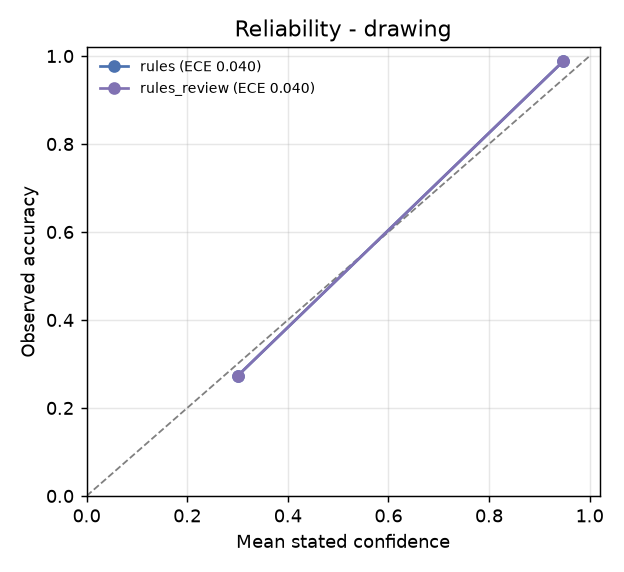 Reliability - drawing
rules (ECE 0.040)
rules_review (ECE 0.040)
Observed accuracy
1.0
0.8
0.6
0.4
0.2
0.0
0.0 0.2 0.4 0.6 0.8 1.0
Mean stated confidence